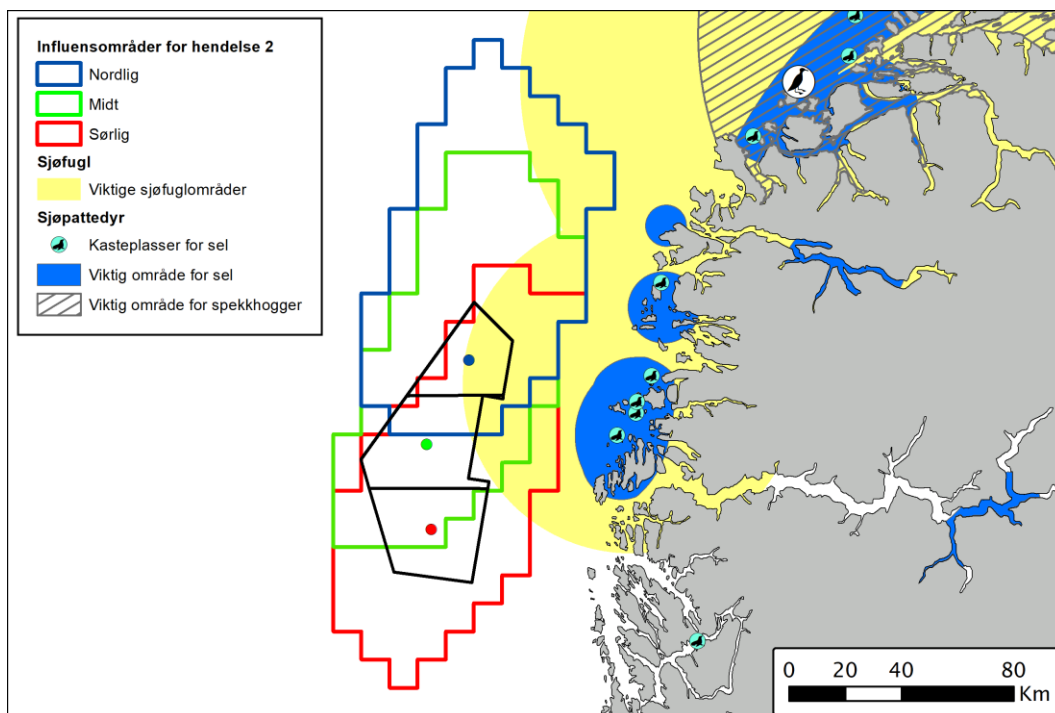 Influensområder for hendelse 2
Nordlig
Midt
Sørlig
Sjøfugl
Viktige sjøfuglområder
Sjøpattedyr
Kasteplasser for sel
Viktig område for sel
Viktig område for spekkhogger
0 20 40 80
Km